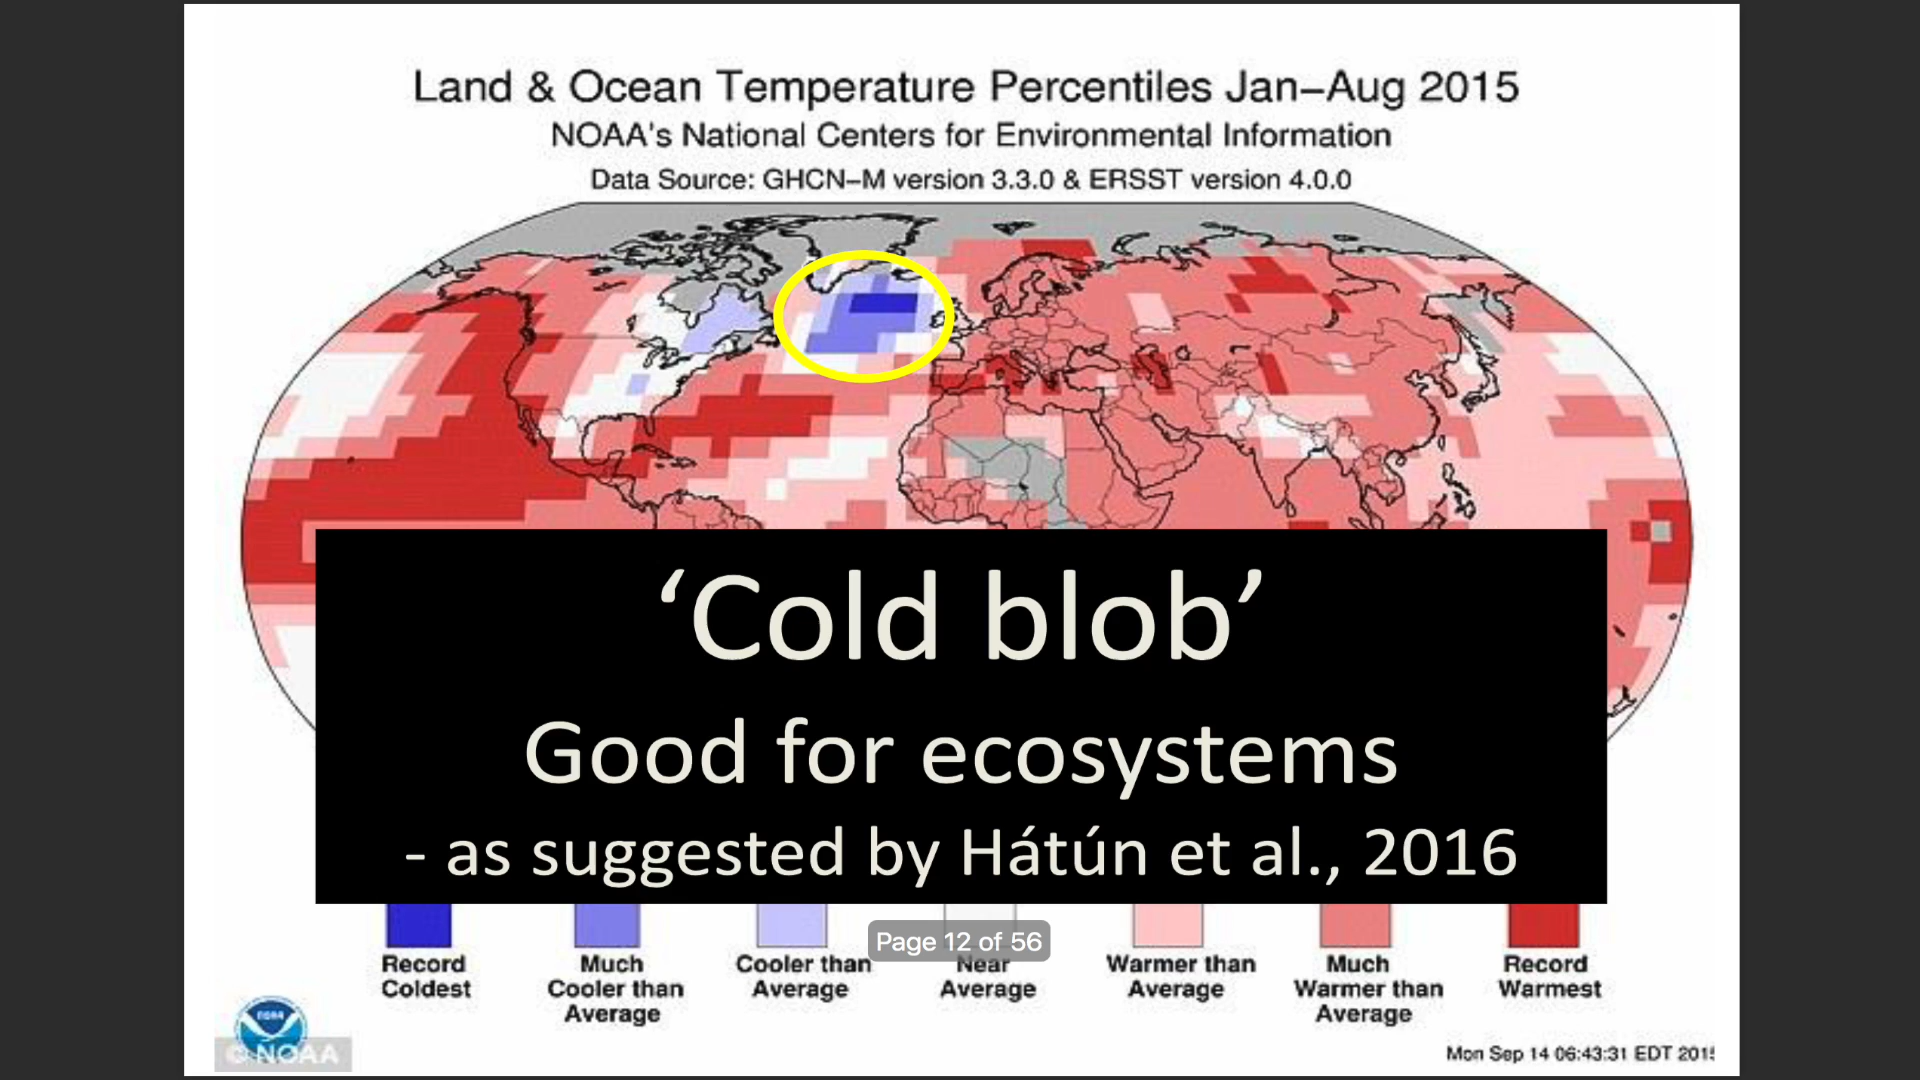 Land & Ocean Temperature Percentiles Jan–Aug 2015
NOAA's National Centers for Environmental Information
Data Source: GHCN–M version 3.3.0 & ERSST version 4.0.0
‘Cold blob’
Good for ecosystems
- as suggested by Hátún et al., 2016
Page 12 of 56
Record
Coldest
Much
Cooler than
Average
Cooler than
Average
Near
Average
Warmer than
Average
Much
Warmer than
Average
Record
Warmest
NOAA
© NOAA
Mon Sep 14 06:43:31 EDT 2015